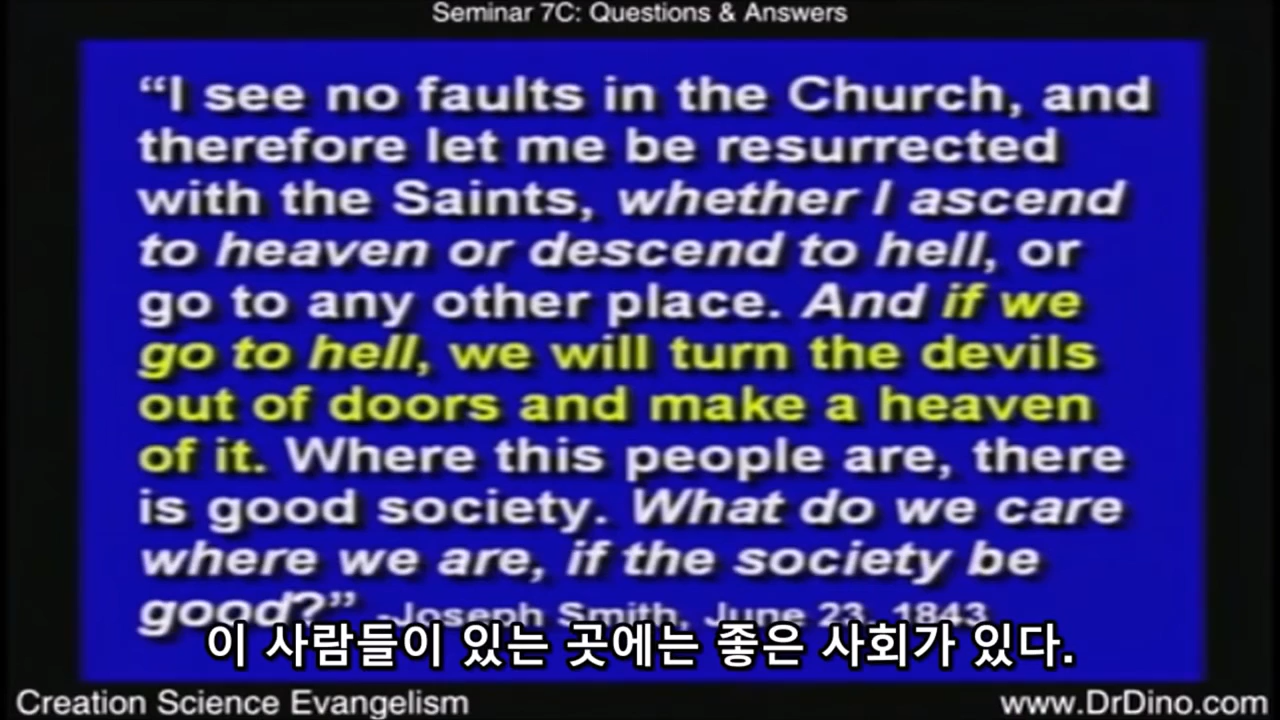 Seminar 7C: Questions & Answers
“I see no faults in the Church, and
therefore let me be resurrected
with the Saints, whether I ascend
to heaven or descend to hell, or
go to any other place. And if we
go to hell, we will turn the devils
out of doors and make a heaven
of it. Where this people are, there
is good society. What do we care
where we are, if the society be
good?” -Joseph Smith, June 23, 1843
이 사람들이 있는 곳에는 좋은 사회가 있다.
Creation Science Evangelism
www.DrDino.com